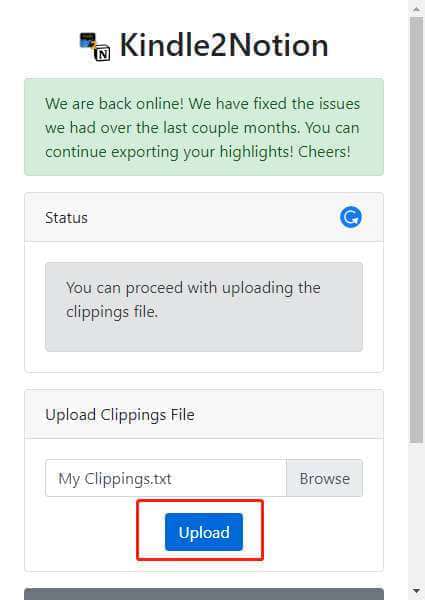 Kindle2Notion
We are back online! We have fixed the issues
we had over the last couple months. You can
continue exporting your highlights! Cheers!
Status
You can proceed with uploading the
clippings file.
Upload Clippings File
My Clippings.txt Browse
Upload